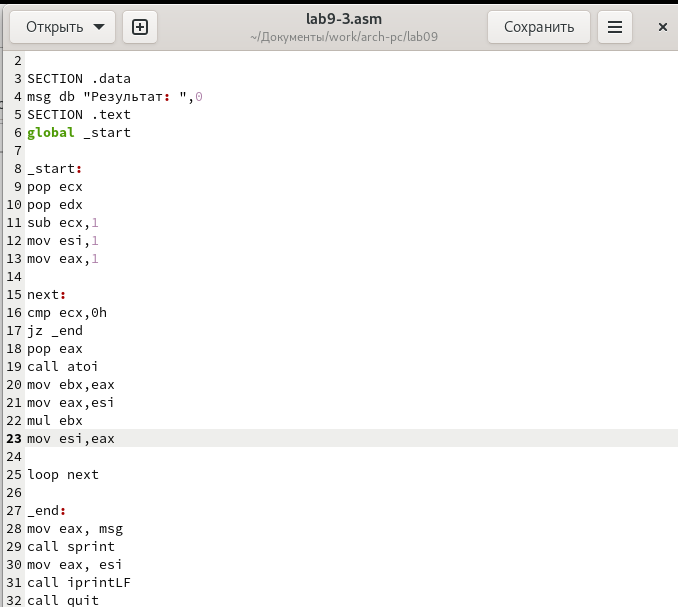 Открыть
lab9-3.asm
~/Документы/work/arch-pc/lab09
Сохранить
2
3 SECTION .data
4 msg db "Результат: ",0
5 SECTION .text
6 global _start
7
8 _start:
9 pop ecx
10 pop edx
11 sub ecx,1
12 mov esi,1
13 mov eax,1
14
15 next:
16 cmp ecx,0h
17 jz _end
18 pop eax
19 call atoi
20 mov ebx,eax
21 mov eax,esi
22 mul ebx
23 mov esi,eax
24
25 loop next
26
27 _end:
28 mov eax, msg
29 call sprint
30 mov eax, esi
31 call iprintLF
32 call quit